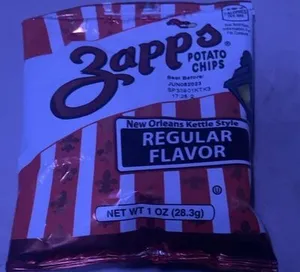 Zapp's
POTATO
CHIPS
Best Before:
New Orleans Kettle Style
REGULAR
FLAVOR
NET WT 1 OZ (28.3g)